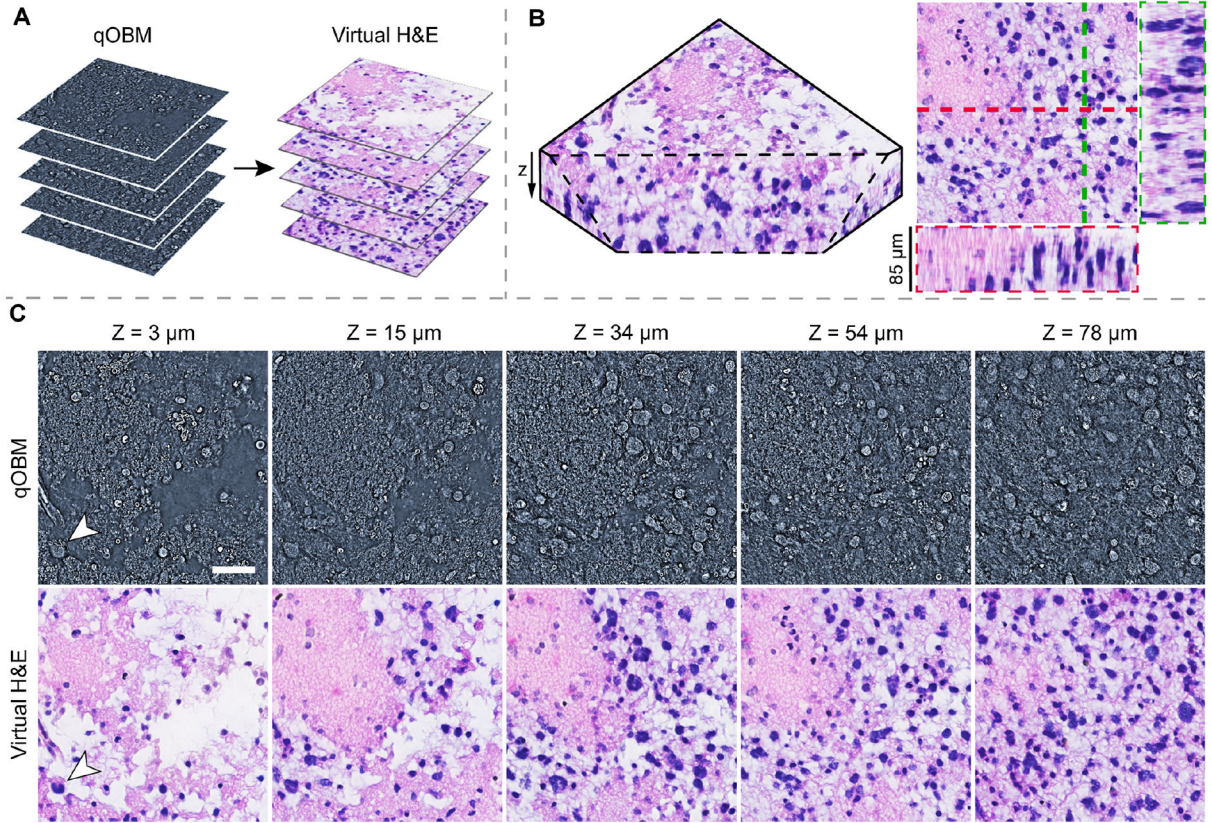 A
qOBM
Virtual H&E
B
z
85 µm
C
Z = 3 µm
Z = 15 µm
Z = 34 µm
Z = 54 µm
Z = 78 µm
qOBM
Virtual H&E